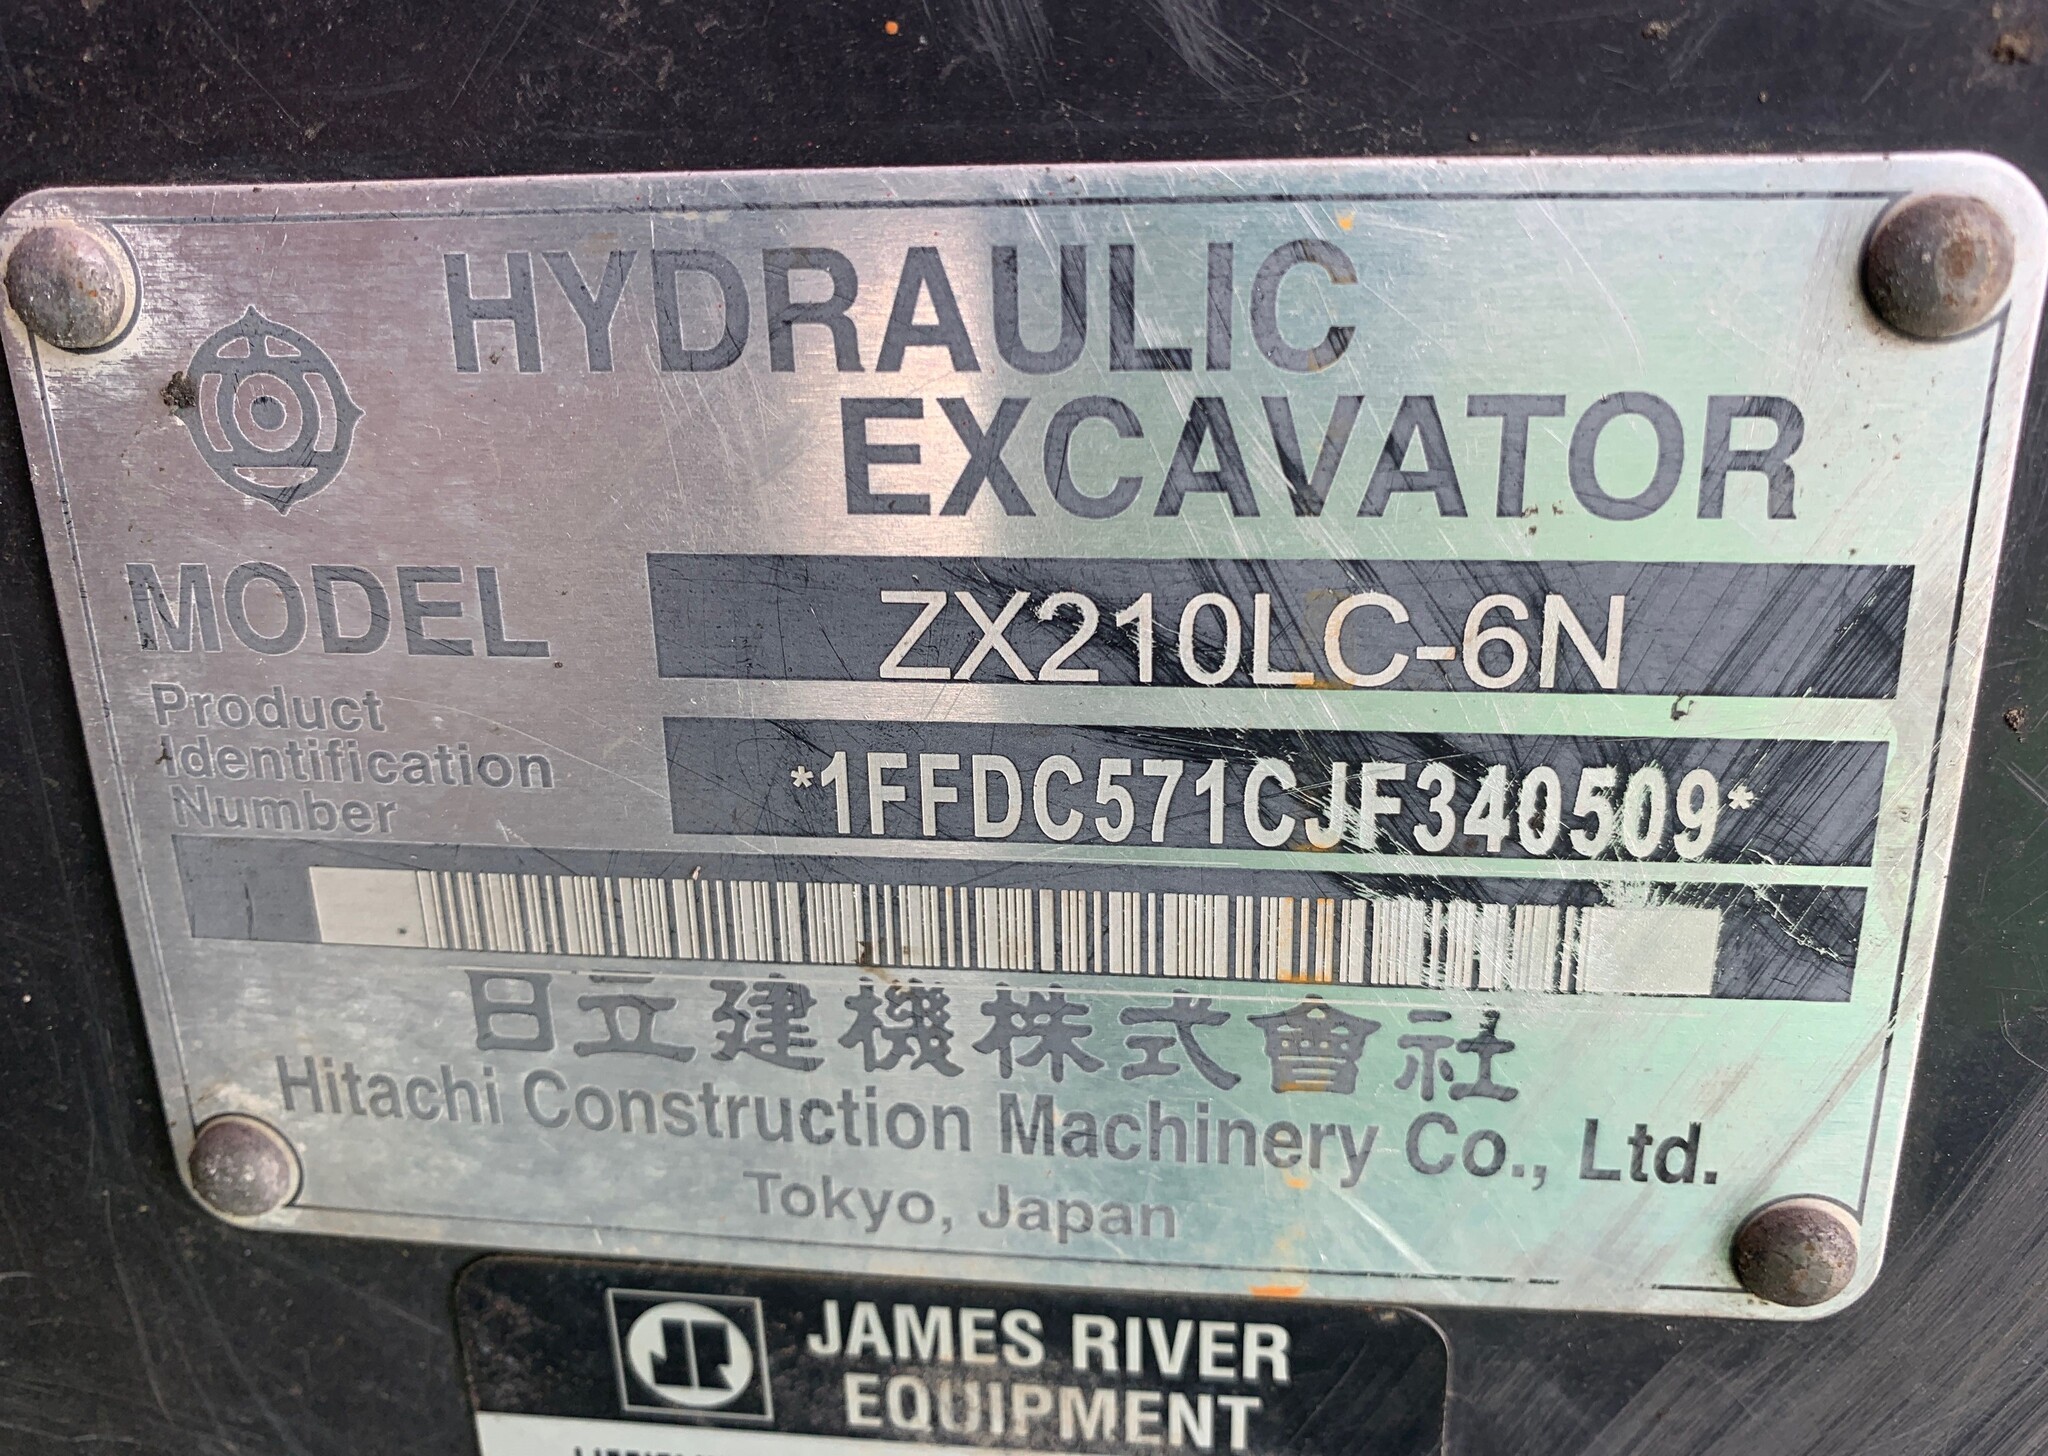 HYDRAULIC
EXCAVATOR
MODEL
ZX210LC-6N
Product
Identification
Number
*1FFDC571CJF340509*
日立建機株式會社
Hitachi Construction Machinery Co., Ltd.
Tokyo, Japan
JR
JAMES RIVER
EQUIPMENT